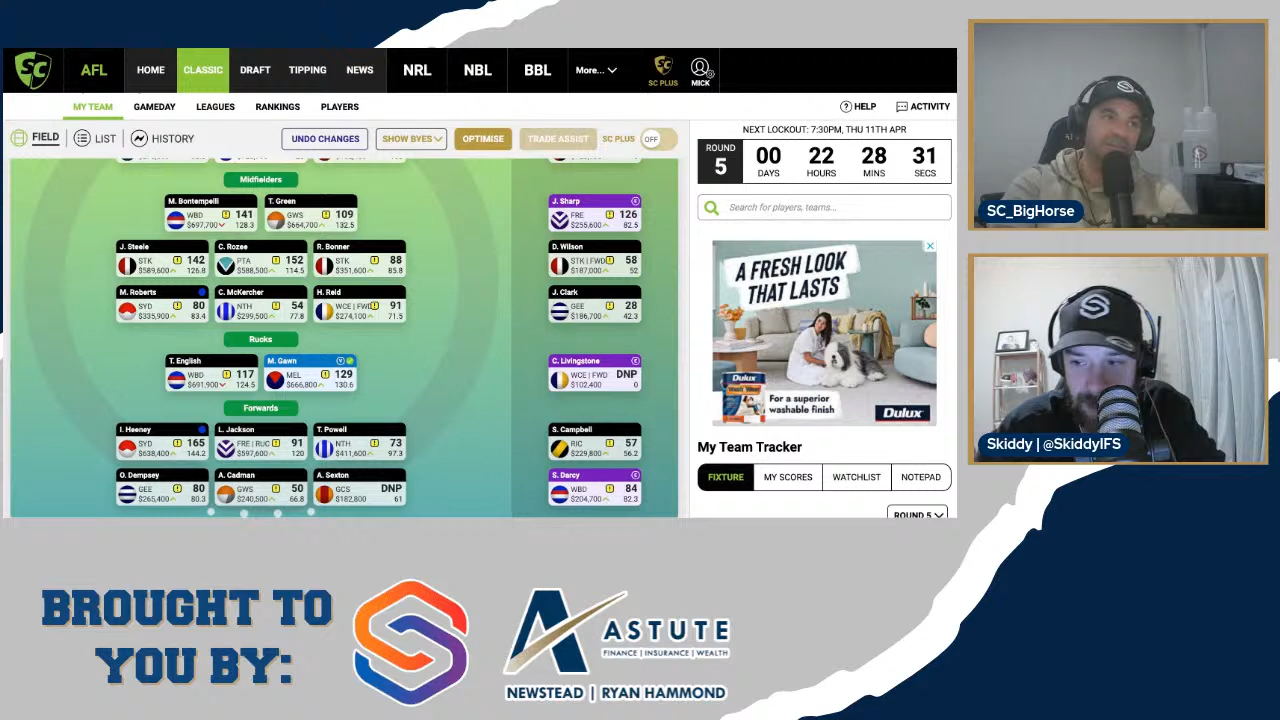 SC
AFL
HOME
CLASSIC
DRAFT
TIPPING
NEWS
NRL
NBL
BBL
More...
SC PLUS
MICK
MY TEAM
GAMEDAY
LEAGUES
RANKINGS
PLAYERS
HELP
ACTIVITY
FIELD
LIST
HISTORY
UNDO CHANGES
SHOW BYES
OPTIMISE
TRADE ASSIST
SC PLUS
OFF
NEXT LOCKOUT: 7:30PM, THU 11TH APR
ROUND 5
00 DAYS
22 HOURS
28 MINS
31 SECS
Search for players, teams...
Midfielders
M. Bontempelli
WBD 141
$697,700 128.3
T. Green
GWS 109
$664,700 132.5
J. Sharp
FRE 126
$255,600 82.5
J. Steele
STK 142
$589,600 126.8
C. Rozee
PTA 152
$588,500 114.5
R. Bonner
STK 88
$351,600 85.8
D. Wilson
STK | FWD 58
$187,000 52
M. Roberts
SYD 80
$335,900 83.4
C. McKercher
NTH 54
$299,500 77.8
H. Reid
WCE | FWD 91
$274,100 71.5
J. Clark
GEE 28
$186,700 42.3
Rucks
T. English
WBD 117
$691,900 124.5
M. Gawn
V
MEL 129
$666,800 130.6
C. Livingstone
E
WCE | FWD DNP
$102,400 0
Forwards
I. Heeney
SYD 165
$638,400 144.2
L. Jackson
FRE | RUC 91
$597,600 120
T. Powell
NTH 73
$411,600 97.3
S. Campbell
RIC 57
$229,800 56.2
O. Dempsey
GEE 80
$265,400 80.3
A. Cadman
GWS 50
$240,500 66.8
A. Sexton
GCS DNP
$182,800 61
S. Darcy
E
WBD 84
$204,700 82.3
A FRESH LOOK
THAT LASTS
Dulux
For a superior
washable finish
Dulux
My Team Tracker
FIXTURE
MY SCORES
WATCHLIST
NOTEPAD
ROUND 5
SC_BigHorse
Skiddy | @SkiddyIFS
BROUGHT TO
YOU BY:
ASTUTE
FINANCE | INSURANCE | WEALTH
NEWSTEAD | RYAN HAMMOND